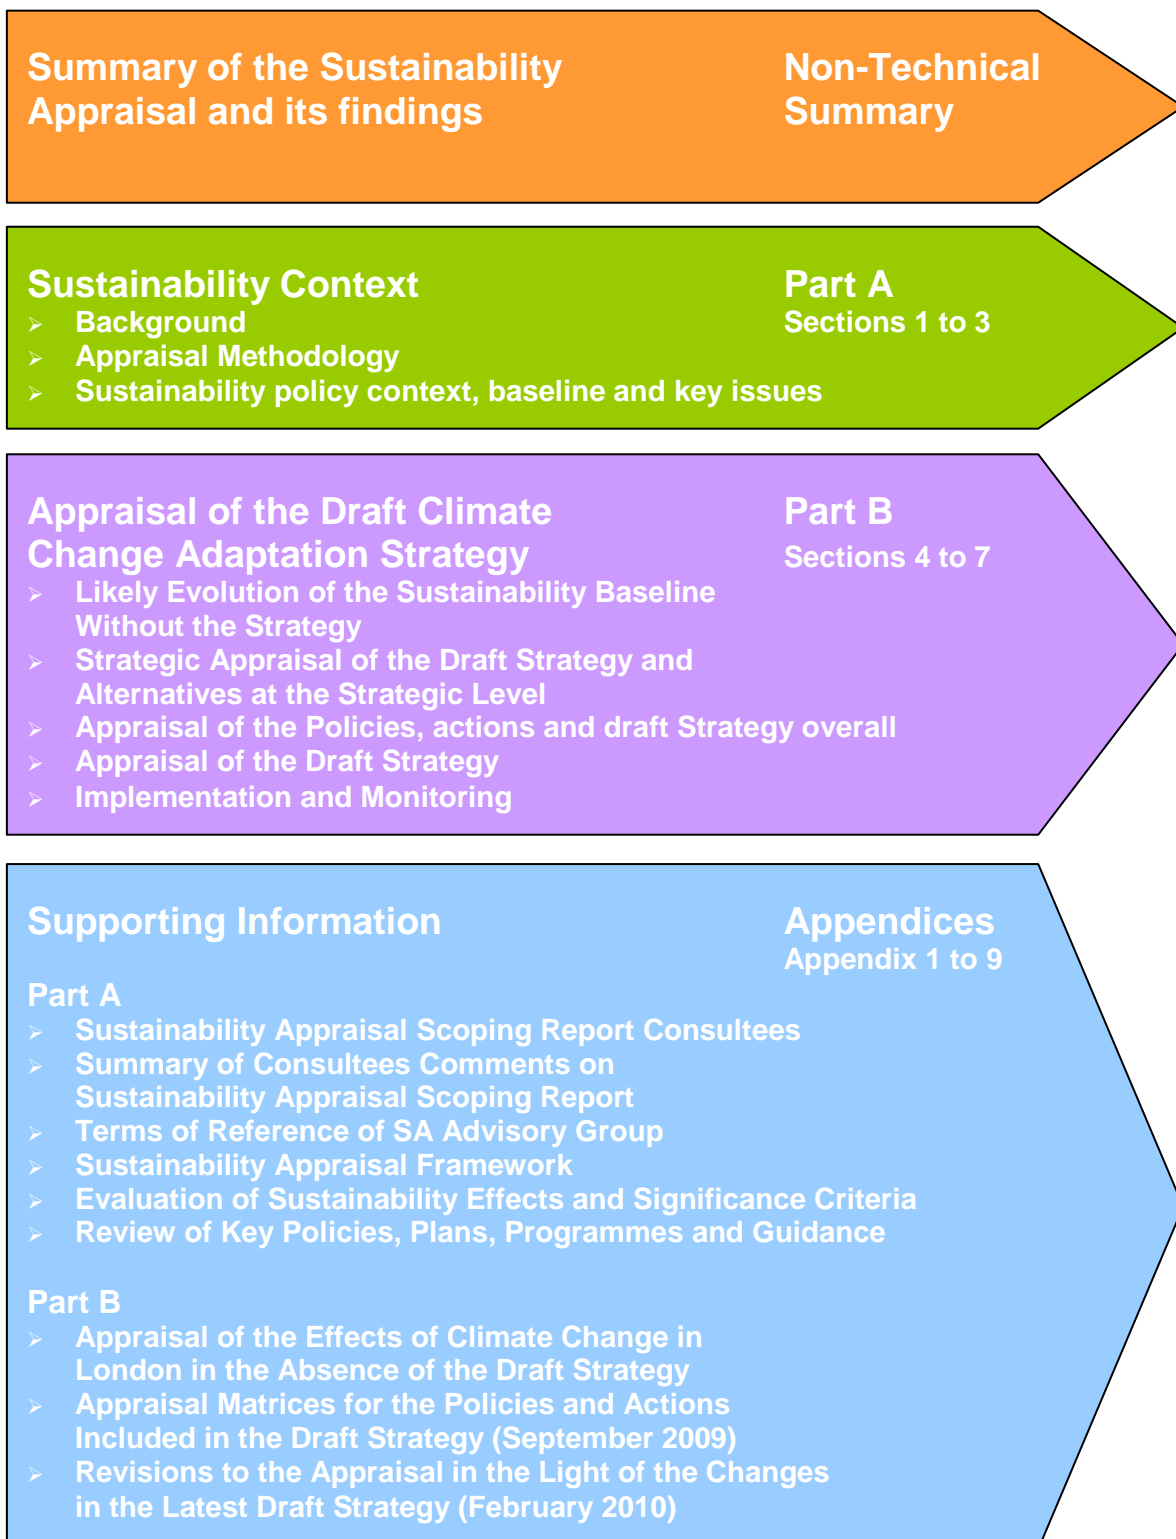 Summary of the Sustainability Non-Technical
Appraisal and its findings Summary
Sustainability Context Part A
➢ Background Sections 1 to 3
➢ Appraisal Methodology
➢ Sustainability policy context, baseline and key issues
Appraisal of the Draft Climate Part B
Change Adaptation Strategy Sections 4 to 7
➢ Likely Evolution of the Sustainability Baseline
Without the Strategy
➢ Strategic Appraisal of the Draft Strategy and
Alternatives at the Strategic Level
➢ Appraisal of the Policies, actions and draft Strategy overall
➢ Appraisal of the Draft Strategy
➢ Implementation and Monitoring
Supporting Information Appendices
Appendix 1 to 9
Part A
➢ Sustainability Appraisal Scoping Report Consultees
➢ Summary of Consultees Comments on
Sustainability Appraisal Scoping Report
➢ Terms of Reference of SA Advisory Group
➢ Sustainability Appraisal Framework
➢ Evaluation of Sustainability Effects and Significance Criteria
➢ Review of Key Policies, Plans, Programmes and Guidance
Part B
➢ Appraisal of the Effects of Climate Change in
London in the Absence of the Draft Strategy
➢ Appraisal Matrices for the Policies and Actions
Included in the Draft Strategy (September 2009)
➢ Revisions to the Appraisal in the Light of the Changes
in the Latest Draft Strategy (February 2010)